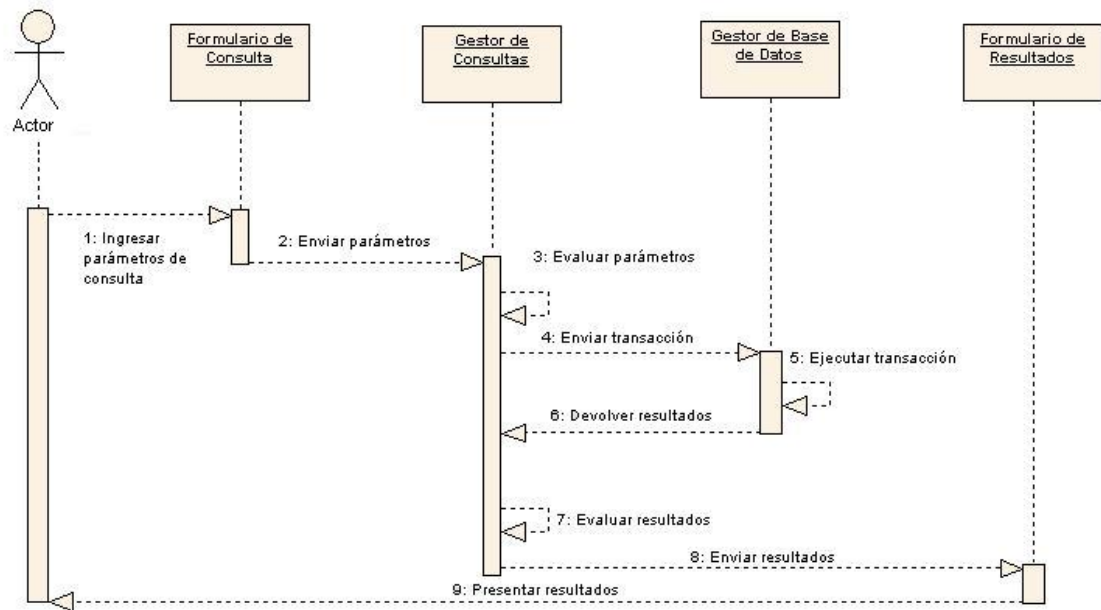 Formulario de
Consulta
Gestor de
Consultas
Gestor de Base
de Datos
Formulario de
Resultados
Actor
1: Ingresar
parámetros de
consulta
2: Enviar parámetros
3: Evaluar parámetros
4: Enviar transacción
5: Ejecutar transacción
6: Devolver resultados
7: Evaluar resultados
8: Enviar resultados
9: Presentar resultados